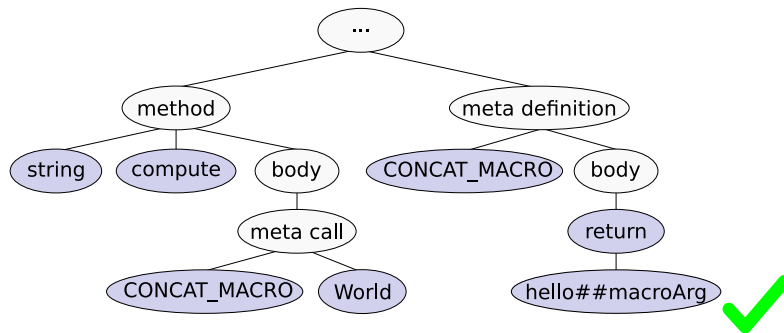 ...
method
meta definition
string
compute
body
CONCAT_MACRO
body
meta call
return
CONCAT_MACRO
World
hello##macroArg